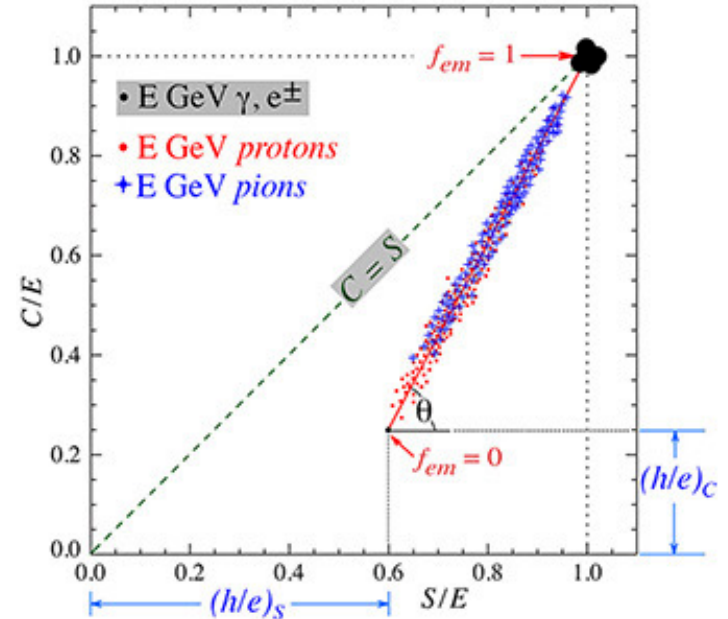 1.0
f_em = 1
• E GeV γ, e±
• E GeV protons
+ E GeV pions
0.8
0.6
C/E
C = S
0.4
θ
0.2
f_em = 0
(h/e)_C
0.0
0.0 0.2 0.4 0.6 0.8 1.0
(h/e)_S
S/E